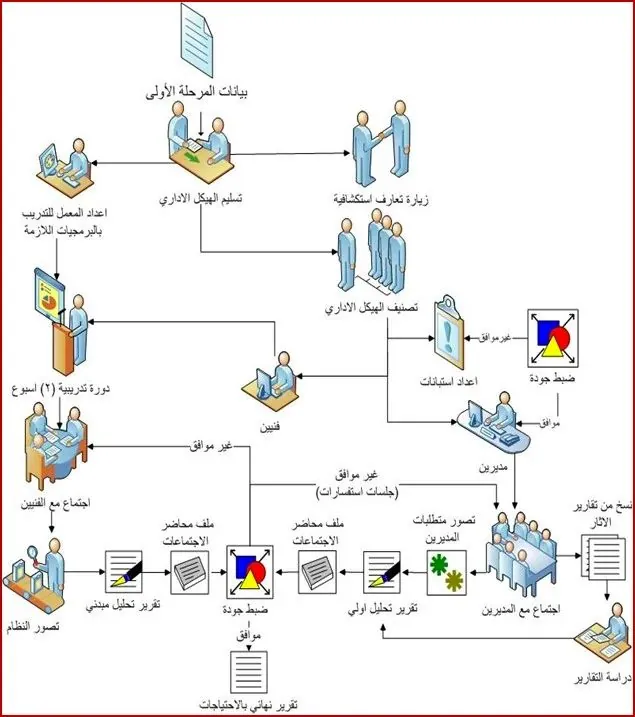 بيانات المرحلة الأولى
تسليم الهيكل الاداري
زيارة تعارف استكشافية
اعداد المعمل للتدريب
بالبرمجيات اللازمة
تصنيف الهيكل الاداري
غير موافق
ضبط جودة
اعداد استبانات
دورة تدريبية (٢) اسبوع
فنيين
موافق
مديرين
غير موافق
غير موافق
(جلسات استفسارات)
اجتماع مع الفنيين
نسخ من تقارير
الاثار
ملف محاضر
الاجتماعات
ملف محاضر
الاجتماعات
تصور متطلبات
المديرين
تصور النظام
تقرير تحليل مبدئي
ضبط جودة
تقرير تحليل اولي
اجتماع مع المديرين
موافق
دراسة التقارير
تقرير نهائي بالاحتياجات